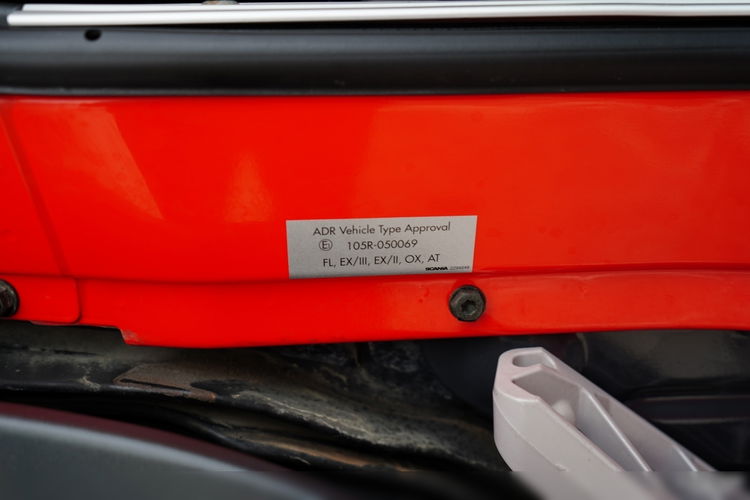 ADR Vehicle Type Approval
E 105R-050069
FL, EX/III, EX/II, OX, AT
SCANIA